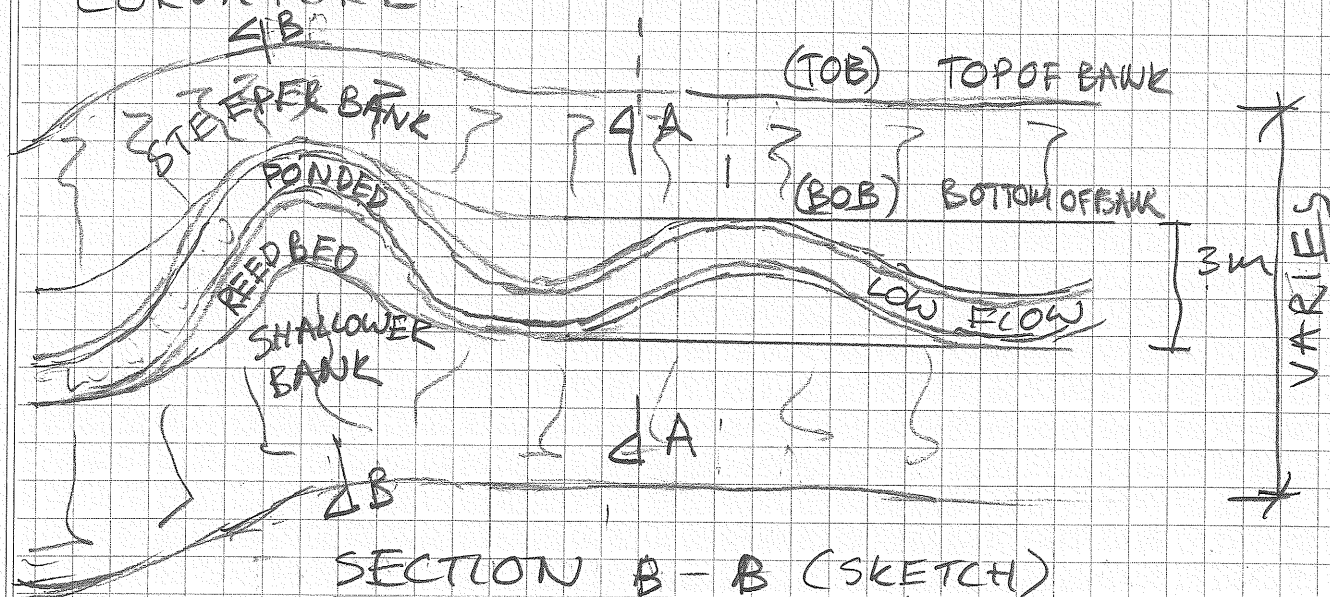 B
(TOB) TOP OF BANK
STEEPER BANK
A
PONDED
(BOB) BOTTOM OF BANK
REED BED
3m
VARIES
LOW FLOW
SHALLOWER
BANK
A
B
SECTION B-B (SKETCH)